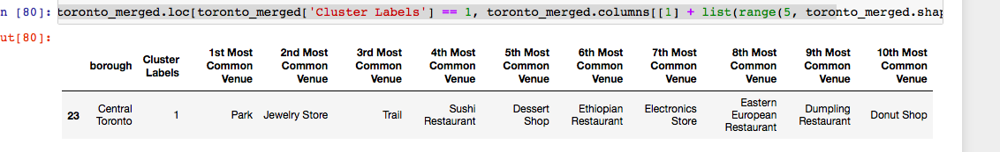 n [80]: toronto_merged.loc[toronto_merged['Cluster Labels'] == 1, toronto_merged.columns[[1] + list(range(5, toronto_merged.shap
ut[80]:
borough Cluster Labels 1st Most Common Venue 2nd Most Common Venue 3rd Most Common Venue 4th Most Common Venue 5th Most Common Venue 6th Most Common Venue 7th Most Common Venue 8th Most Common Venue 9th Most Common Venue 10th Most Common Venue
23 Central Toronto 1 Park Jewelry Store Trail Sushi Restaurant Dessert Shop Ethiopian Restaurant Electronics Store Eastern European Restaurant Dumpling Restaurant Donut Shop